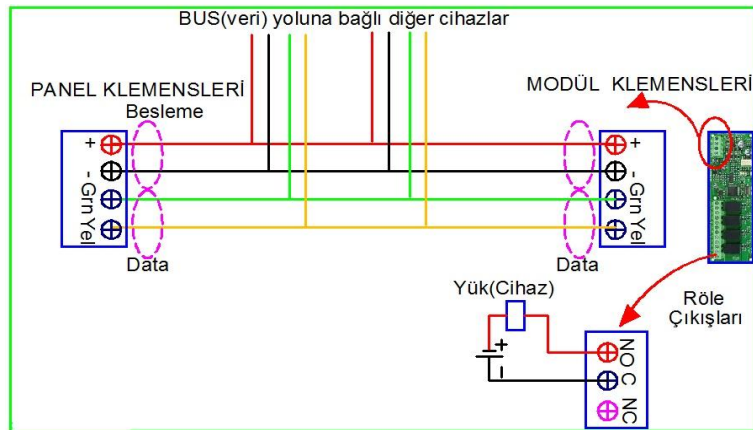 BUS(veri) yoluna bağlı diğer cihazlar
PANEL KLEMENSLERİ
Besleme
MODÜL KLEMENSLERİ
+
-
Grn
Yel
+
-
Grn
Yel
Data
Data
Yük(Cihaz)
Röle
Çıkışları
+
-
NO
C
NC